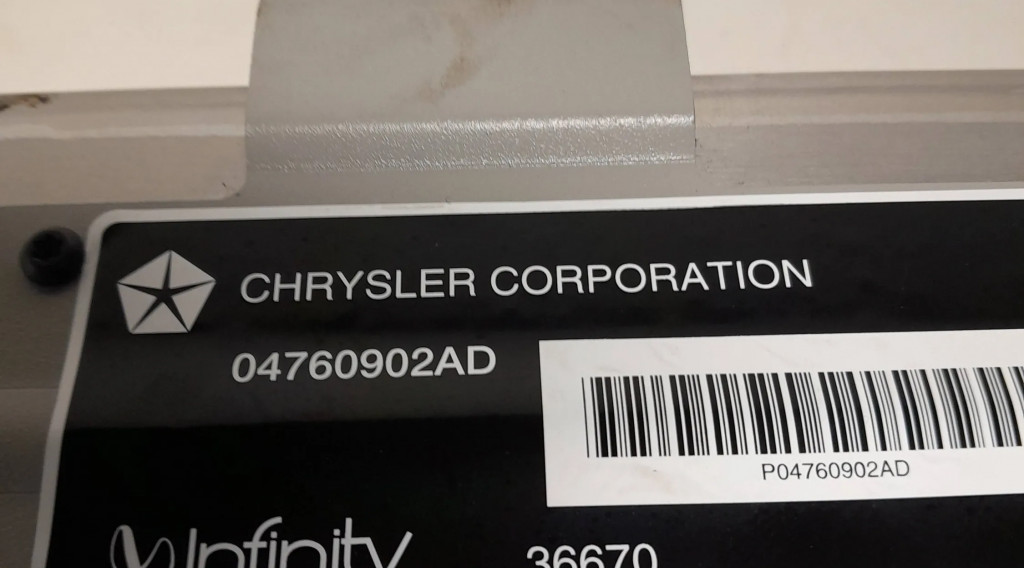 CHRYSLER CORPORATION
04760902AD
P04760902AD
Infinity
36670